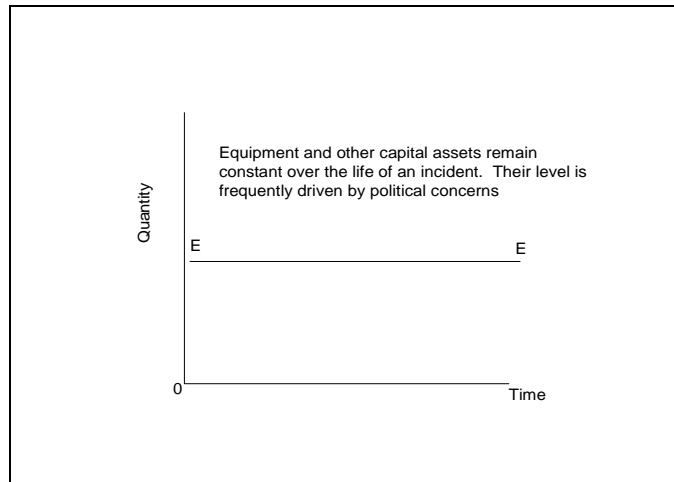 Equipment and other capital assets remain
constant over the life of an incident.  Their level is
frequently driven by political concerns
Quantity
E
E
0
Time